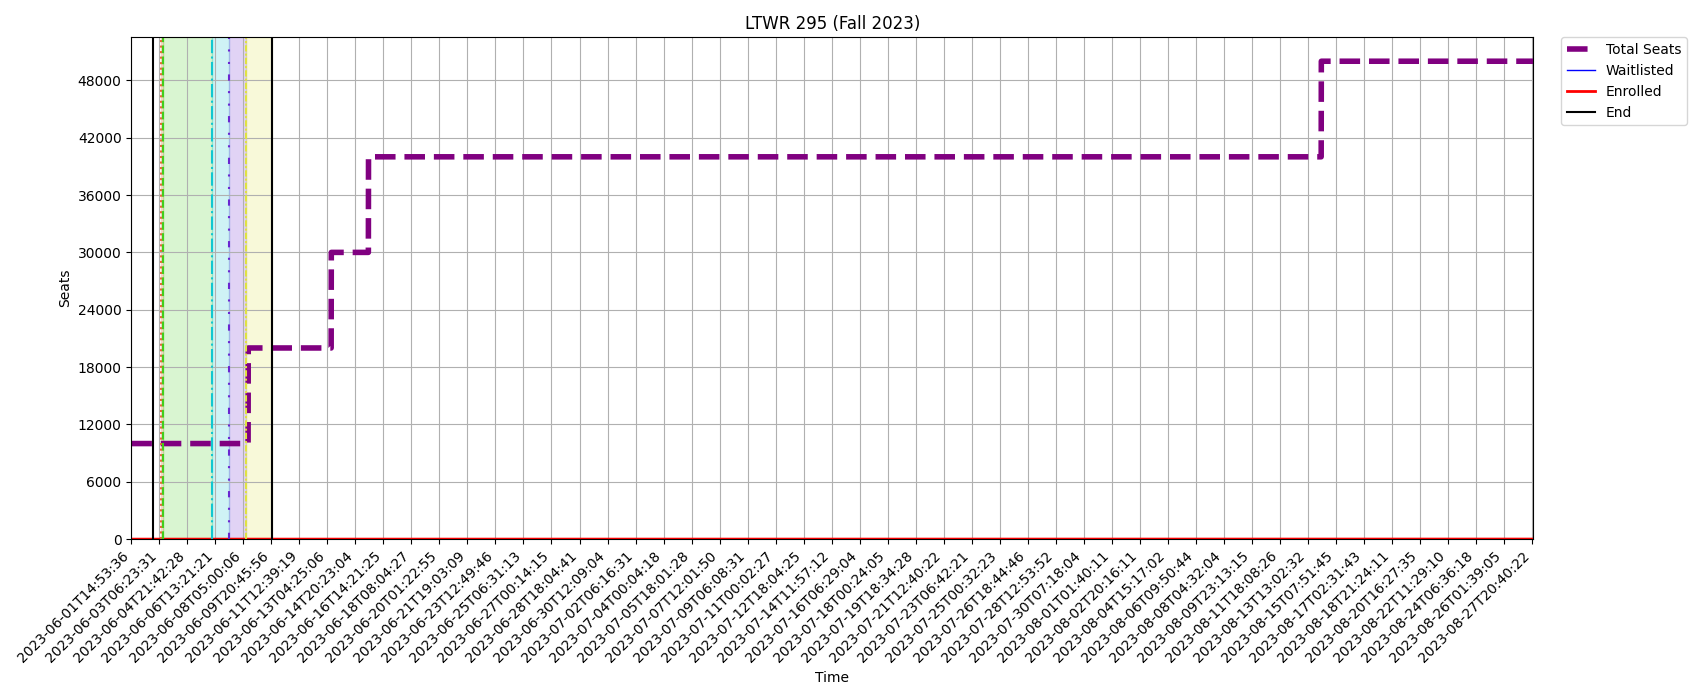 LTWR 295 (Fall 2023)
Total Seats
Waitlisted
Enrolled
End
Seats
48000
42000
36000
30000
24000
18000
12000
6000
0
2023-06-01T14:53:36
2023-06-03T06:23:31
2023-06-04T21:42:28
2023-06-06T13:21:21
2023-06-08T05:00:06
2023-06-09T20:45:56
2023-06-11T12:39:19
2023-06-13T04:25:06
2023-06-14T20:23:04
2023-06-16T14:21:25
2023-06-18T08:04:27
2023-06-20T01:22:55
2023-06-21T19:03:09
2023-06-23T12:49:46
2023-06-25T06:31:13
2023-06-27T00:14:15
2023-06-28T18:04:41
2023-06-30T12:09:04
2023-07-02T06:16:31
2023-07-04T00:04:18
2023-07-05T18:01:28
2023-07-07T12:01:50
2023-07-09T06:08:31
2023-07-11T00:02:27
2023-07-12T18:04:25
2023-07-14T11:57:12
2023-07-16T06:29:04
2023-07-18T00:24:05
2023-07-19T18:34:28
2023-07-21T12:40:22
2023-07-23T06:42:21
2023-07-25T00:32:23
2023-07-26T18:44:46
2023-07-28T12:53:52
2023-07-30T07:18:04
2023-08-01T01:40:11
2023-08-02T20:16:11
2023-08-04T15:17:02
2023-08-06T09:50:44
2023-08-08T04:32:04
2023-08-09T23:13:15
2023-08-11T18:08:26
2023-08-13T13:02:32
2023-08-15T07:51:45
2023-08-17T02:31:43
2023-08-18T21:24:11
2023-08-20T16:27:35
2023-08-22T11:29:10
2023-08-24T06:36:18
2023-08-26T01:39:05
2023-08-27T20:40:22
Time